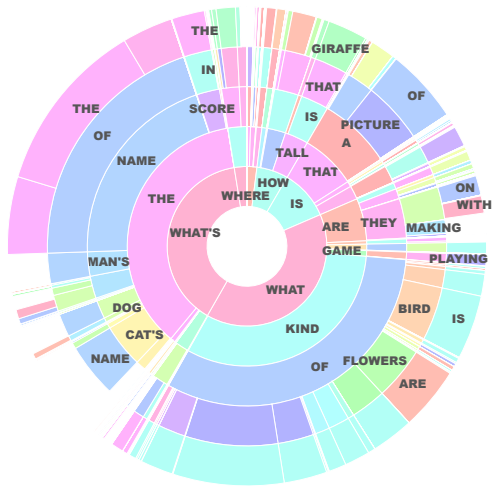 THE
GIRAFFE
IN
THAT
THE
OF
OF
SCORE
IS
PICTURE
A
NAME
TALL
THAT
ON
THE
WHERE
HOW
WITH
IS
WHAT'S
ARE
THEY
MAKING
GAME
MAN'S
PLAYING
WHAT
DOG
BIRD
KIND
IS
CAT'S
NAME
OF
FLOWERS
ARE